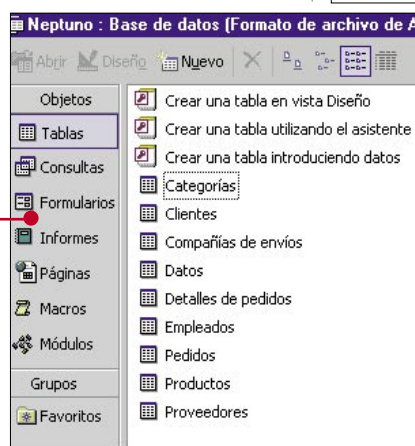 Neptuno : Base de datos (Formato de archivo de A
Abrir Diseño Nuevo
Objetos
Tablas
Consultas
Formularios
Informes
Páginas
Macros
Módulos
Grupos
Favoritos
Crear una tabla en vista Diseño
Crear una tabla utilizando el asistente
Crear una tabla introduciendo datos
Categorías
Clientes
Compañías de envíos
Datos
Detalles de pedidos
Empleados
Pedidos
Productos
Proveedores